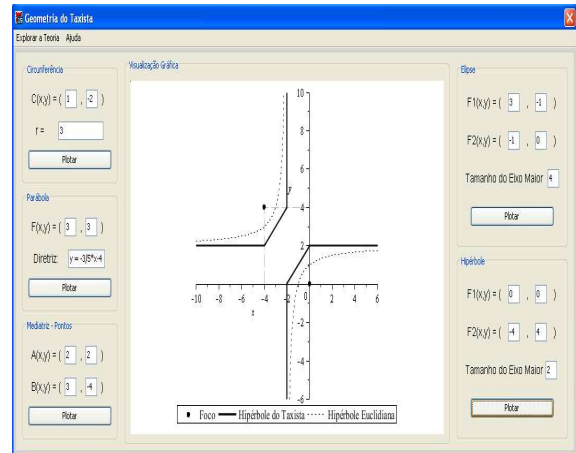 Geometria do Taxista
Explorar a Teoria Ajuda
Circunferência
C(x,y) = ( 1 , -2 )
r = 3
Plotar
Parábola
F(x,y) = ( 3 , 3 )
Diretriz: y = -3/5*x-4
Plotar
Mediatriz - Pontos
A(x,y) = ( 2 , 2 )
B(x,y) = ( 3 , -4 )
Plotar
Visualização Gráfica
10
8
6
y
4
2
-10 -8 -6 -4 -2 0 2 4 6
x
-2
-4
-6
Foco Hipérbole do Taxista Hipérbole Euclidiana
Elipse
F1(x,y) = ( 3 , -1 )
F2(x,y) = ( -1 , 0 )
Tamanho do Eixo Maior 4
Plotar
Hipérbole
F1(x,y) = ( 0 , 0 )
F2(x,y) = ( -4 , 4 )
Tamanho do Eixo Maior 2
Plotar